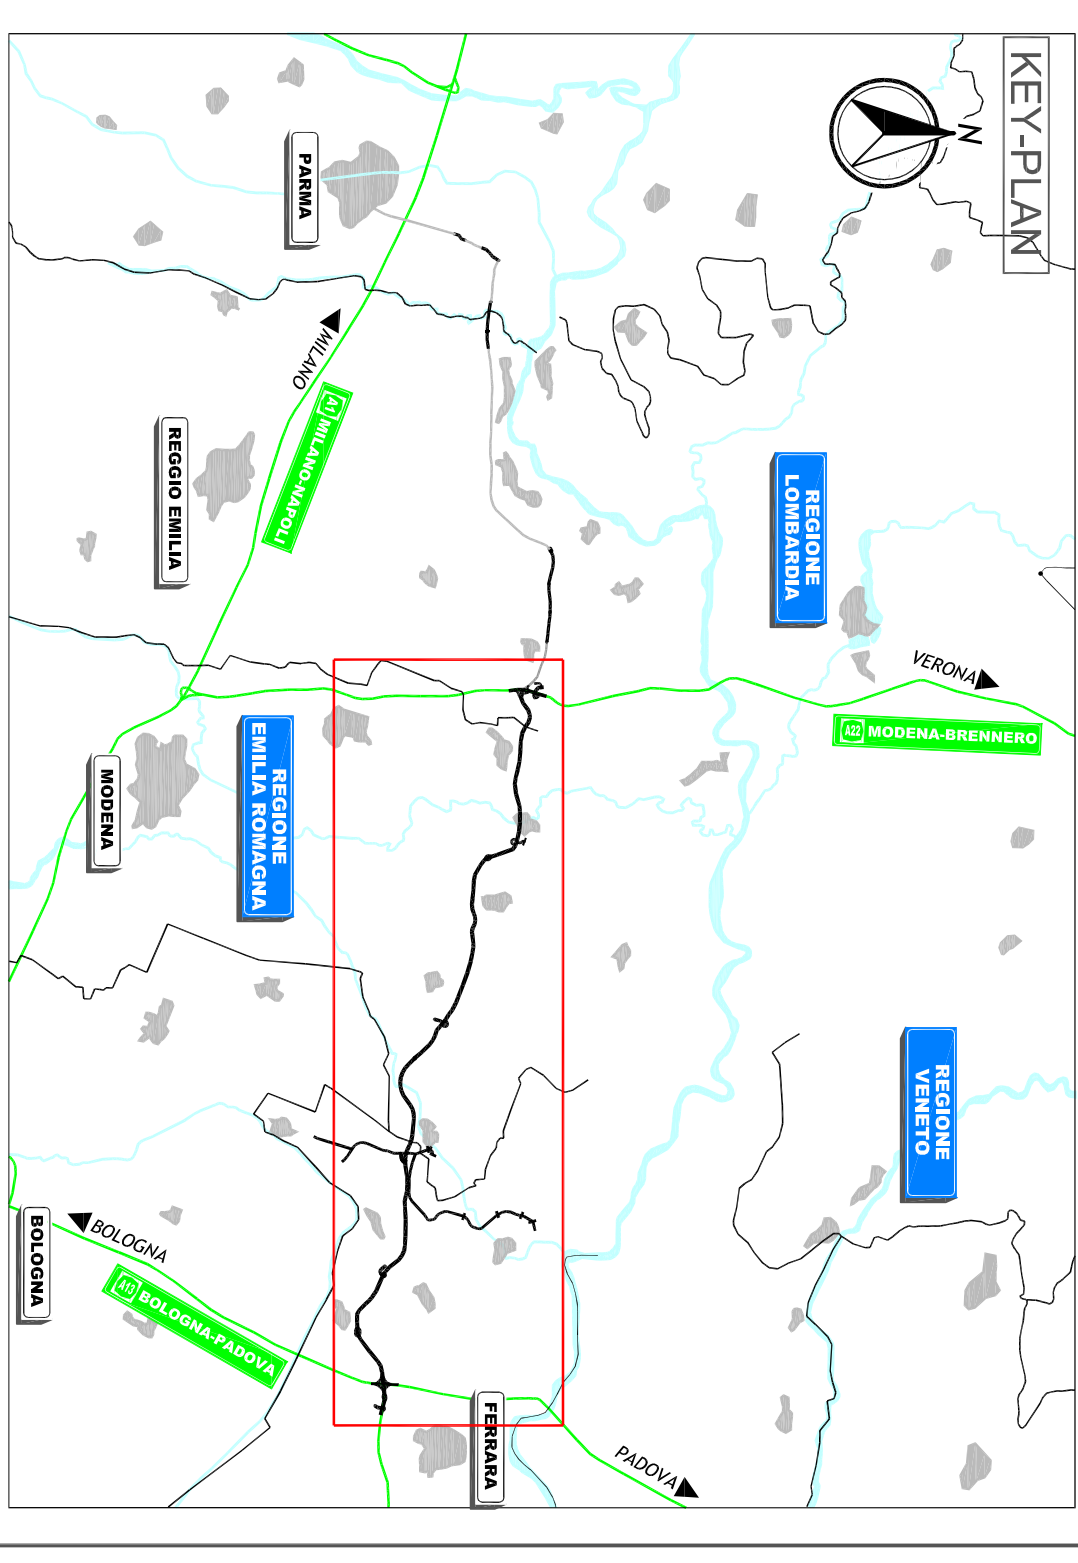 KEY-PLAN
N
PARMA
MILANO
A1 MILANO-NAPOLI
REGGIO EMILIA
REGIONE
LOMBARDIA
VERONA
A22 MODENA-BRENNERO
REGIONE
EMILIA ROMAGNA
MODENA
REGIONE
VENETO
BOLOGNA
BOLOGNA
A13 BOLOGNA-PADOVA
FERRARA
PADOVA